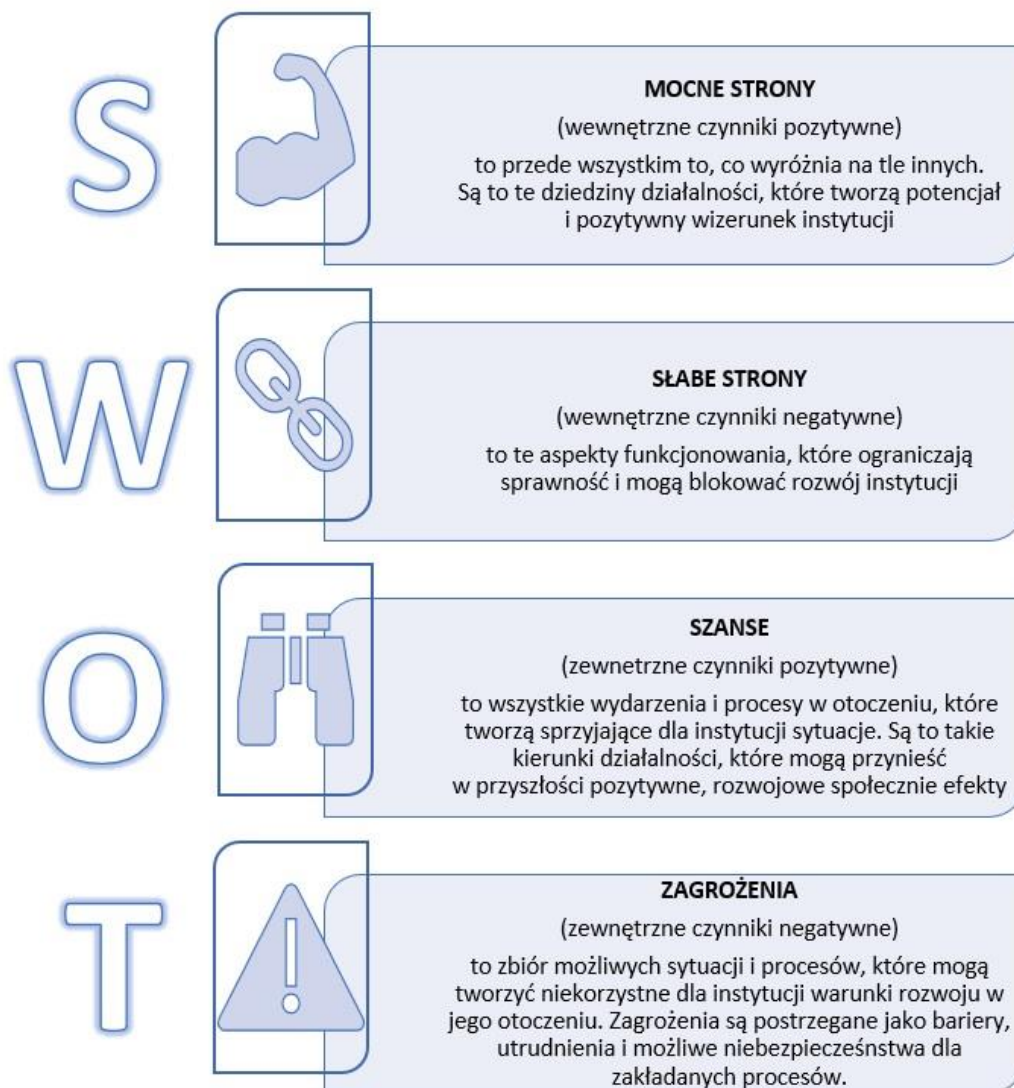 S
MOCNE STRONY
(wewnętrzne czynniki pozytywne)
to przede wszystkim to, co wyróżnia na tle innych.
Są to te dziedziny działalności, które tworzą potencjał
i pozytywny wizerunek instytucji
W
SŁABE STRONY
(wewnętrzne czynniki negatywne)
to te aspekty funkcjonowania, które ograniczają
sprawność i mogą blokować rozwój instytucji
O
SZANSE
(zewnetrzne czynniki pozytywne)
to wszystkie wydarzenia i procesy w otoczeniu, które
tworzą sprzyjające dla instytucji sytuacje. Są to takie
kierunki działalności, które mogą przynieść
w przyszłości pozytywne, rozwojowe społecznie efekty
T
ZAGROŻENIA
(zewnętrzne czynniki negatywne)
to zbiór możliwych sytuacji i procesów, które mogą
tworzyć niekorzystne dla instytucji warunki rozwoju w
jego otoczeniu. Zagrożenia są postrzegane jako bariery,
utrudnienia i możliwe niebezpiecześnstwa dla
zakładanych procesów.